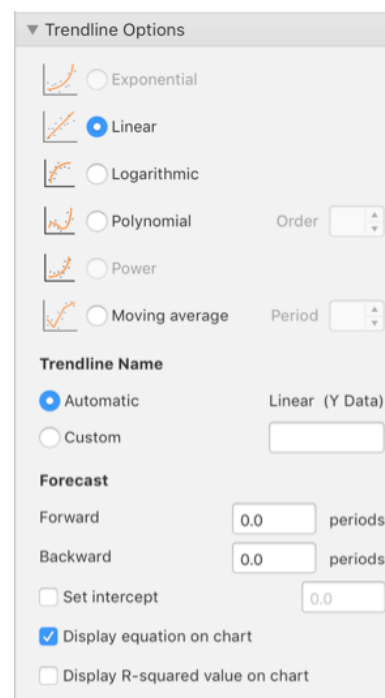 Trendline Options
Exponential
Linear
Logarithmic
Polynomial Order
Power
Moving average Period
Trendline Name
Automatic Linear (Y Data)
Custom
Forecast
Forward 0.0 periods
Backward 0.0 periods
Set intercept 0.0
Display equation on chart
Display R-squared value on chart